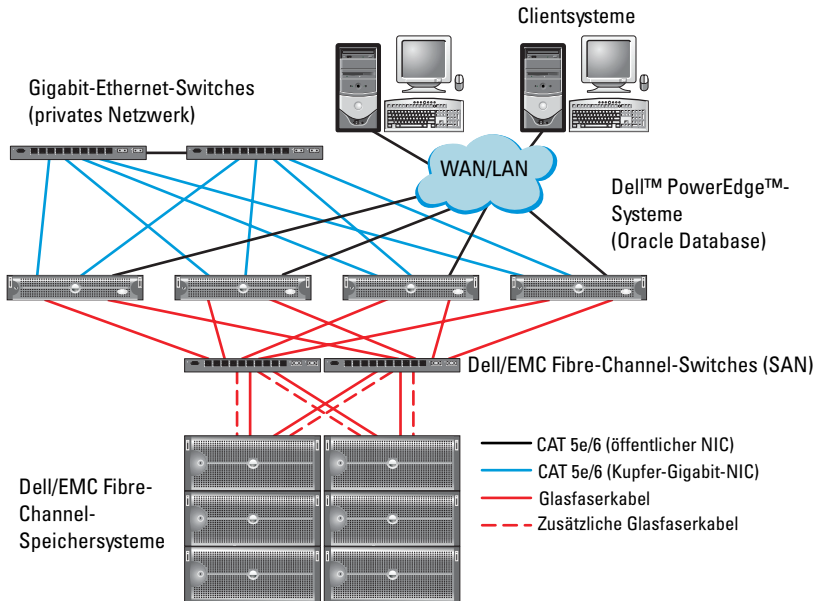 Clientsysteme
Gigabit-Ethernet-Switches
(privates Netzwerk)
WAN/LAN
Dell™ PowerEdge™-
Systeme
(Oracle Database)
Dell/EMC Fibre-Channel-Switches (SAN)
CAT 5e/6 (öffentlicher NIC)
CAT 5e/6 (Kupfer-Gigabit-NIC)
Glasfaserkabel
Zusätzliche Glasfaserkabel
Dell/EMC Fibre-
Channel-
Speichersysteme